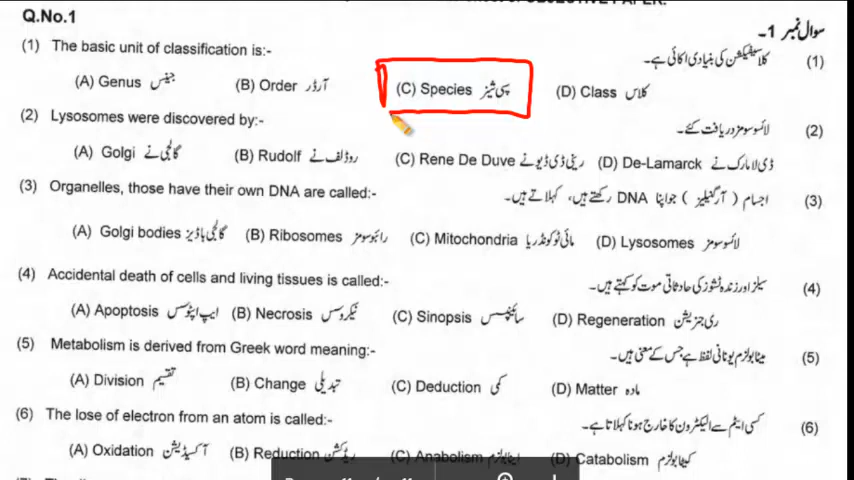 Q.No.1 سوال نمبر 1۔
(1) The basic unit of classification is:- کلاسیفیکیشن کی بنیادی اکائی ہے۔ (1)
(A) Genus جینس (B) Order آرڈر (C) Species سپی شیز (D) Class کلاس
(2) Lysosomes were discovered by:- لائسوسومز دریافت کئے۔ (2)
(A) Golgi گالجی نے (B) Rudolf روڈلف نے (C) Rene De Duve رینی ڈی ڈیو نے (D) De-Lamarck ڈی لامارک نے
(3) Organelles, those have their own DNA are called:- اجسام ( آرگنیلیز ) جو اپنا DNA رکھتے ہیں، کہلاتے ہیں۔ (3)
(A) Golgi bodies گالجی باڈیز (B) Ribosomes رائبوسومز (C) Mitochondria مائی ٹوکونڈریا (D) Lysosomes لائسوسومز
(4) Accidental death of cells and living tissues is called:- سیلز اور زندہ ٹشوز کی حادثاتی موت کو کہتے ہیں۔ (4)
(A) Apoptosis ایپ اپٹوسس (B) Necrosis نیکروسس (C) Sinopsis سائینپسس (D) Regeneration ری جنریشن
(5) Metabolism is derived from Greek word meaning:- میٹابولزم یونانی لفظ ہے جس کے معنی ہیں۔ (5)
(A) Division تقسیم (B) Change تبدیلی (C) Deduction کمی (D) Matter مادہ
(6) The lose of electron from an atom is called:- کسی ایٹم سے الیکٹرون کا خارج ہونا کہلاتا ہے۔ (6)
(A) Oxidation آکسیڈیشن (B) Reduction ریڈکشن (C) Anabolism اینابولزم (D) Catabolism کیٹابولزم